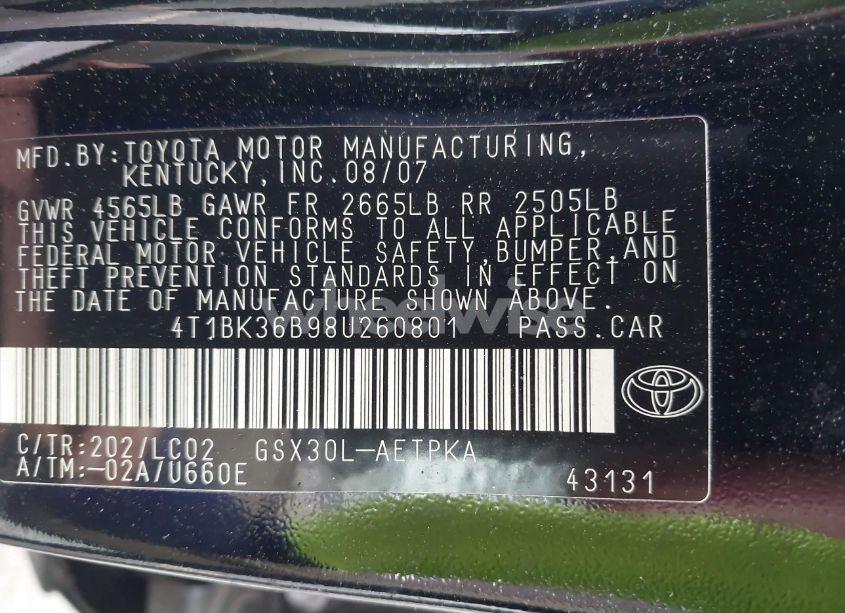 MFD.BY:TOYOTA MOTOR MANUFACTURING,
KENTUCKY,INC.08/07
GVWR 4565LB GAWR FR 2665LB RR 2505LB
THIS VEHICLE CONFORMS TO ALL APPLICABLE
FEDERAL MOTOR VEHICLE SAFETY,BUMPER,AND
THEFT PREVENTION STANDARDS IN EFFECT ON
THE DATE OF MANUFACTURE SHOWN ABOVE.
wheelwise
4T1BK36B98U260801 PASS.CAR
C/TR:202/LC02 GSX30L-AETPKA
A/TM:-02A/U660E
43131